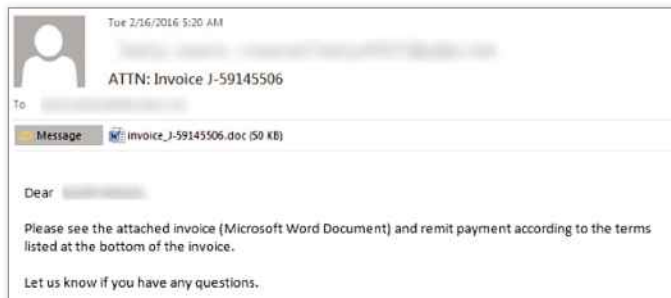 Tue 2/16/2016 5:20 AM
ATTN: Invoice J-59145506
To
Message invoice_J-59145506.doc (50 KB)
Dear
Please see the attached invoice (Microsoft Word Document) and remit payment according to the terms
listed at the bottom of the invoice.
Let us know if you have any questions.